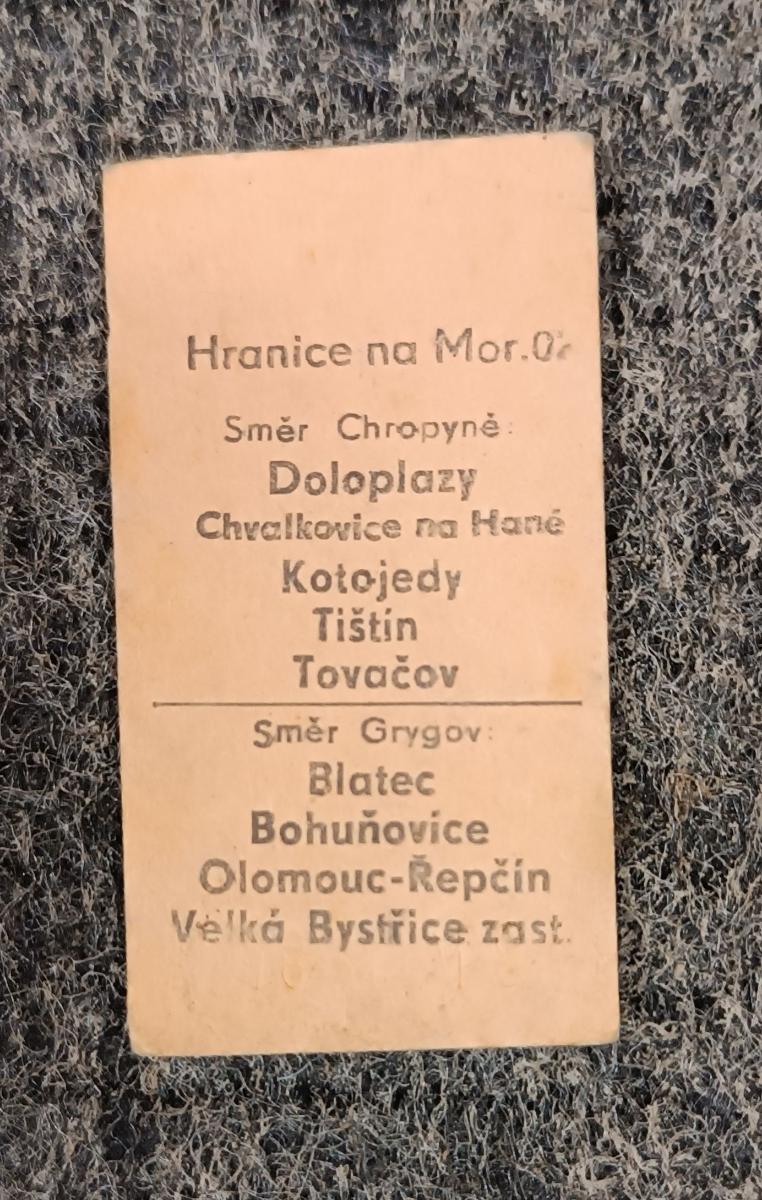 Hranice na Mor.
Směr Chropyně:
Doloplazy
Chvalkovice na Hané
Kotojedy
Tištín
Tovačov
Směr Grygov:
Blatec
Bohuňovice
Olomouc-Řepčín
Velká Bystřice zast.